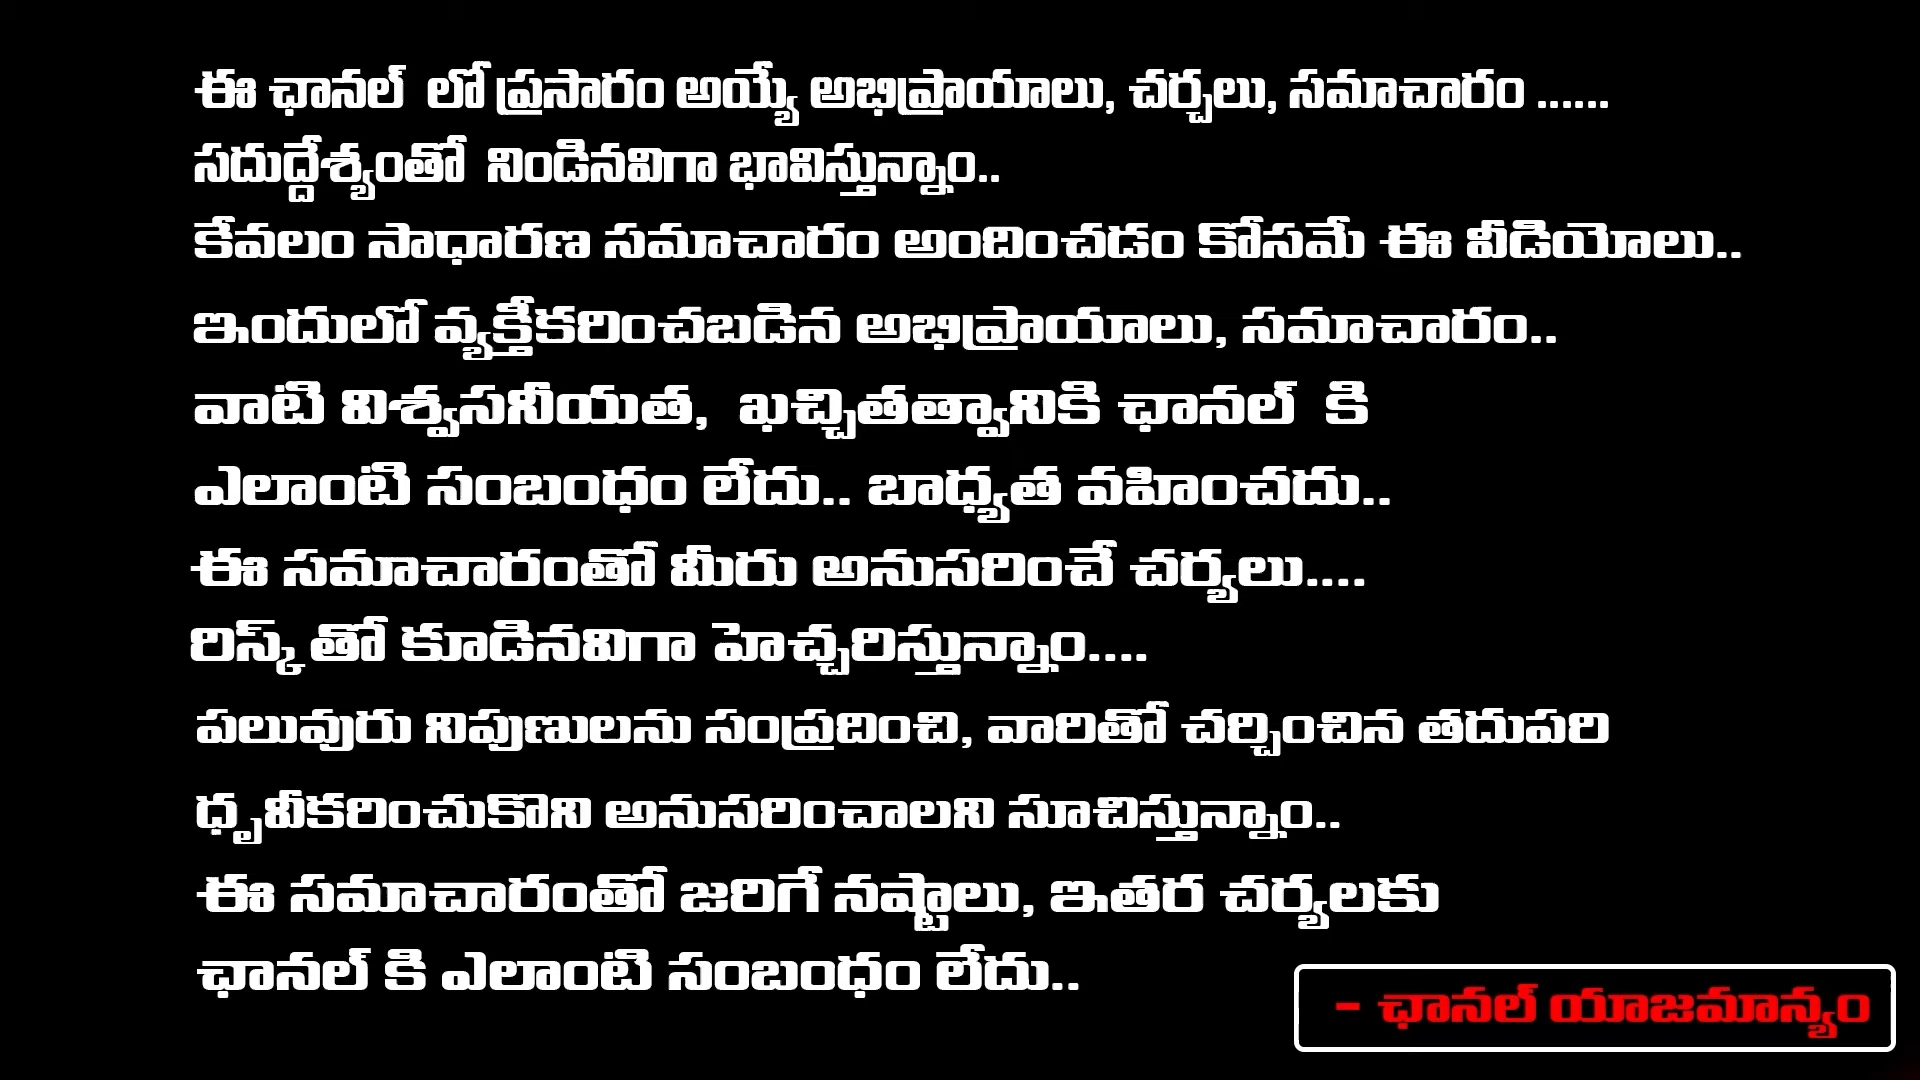 ఈ ఛానల్ లో ప్రసారం అయ్యే అభిప్రాయాలు, చర్చలు, సమాచారం ......
సదుద్దేశ్యంతో నిండినవిగా భావిస్తున్నాం..
కేవలం సాధారణ సమాచారం అందించడం కోసమే ఈ వీడియోలు..
ఇందులో వ్యక్తీకరించబడిన అభిప్రాయాలు, సమాచారం..
వాటి విశ్వసనీయత, ఖచ్చితత్వానికి ఛానల్ కి
ఎలాంటి సంబంధం లేదు.. బాధ్యత వహించదు..
ఈ సమాచారంతో మీరు అనుసరించే చర్యలు....
రిస్క్ తో కూడినవిగా హెచ్చరిస్తున్నాం....
పలువురు నిపుణులను సంప్రదించి, వారితో చర్చించిన తదుపరి
ధృవీకరించుకొని అనుసరించాలని సూచిస్తున్నాం..
ఈ సమాచారంతో జరిగే నష్టాలు, ఇతర చర్యలకు
ఛానల్ కి ఎలాంటి సంబంధం లేదు..
- ఛానల్ యాజమాన్యం